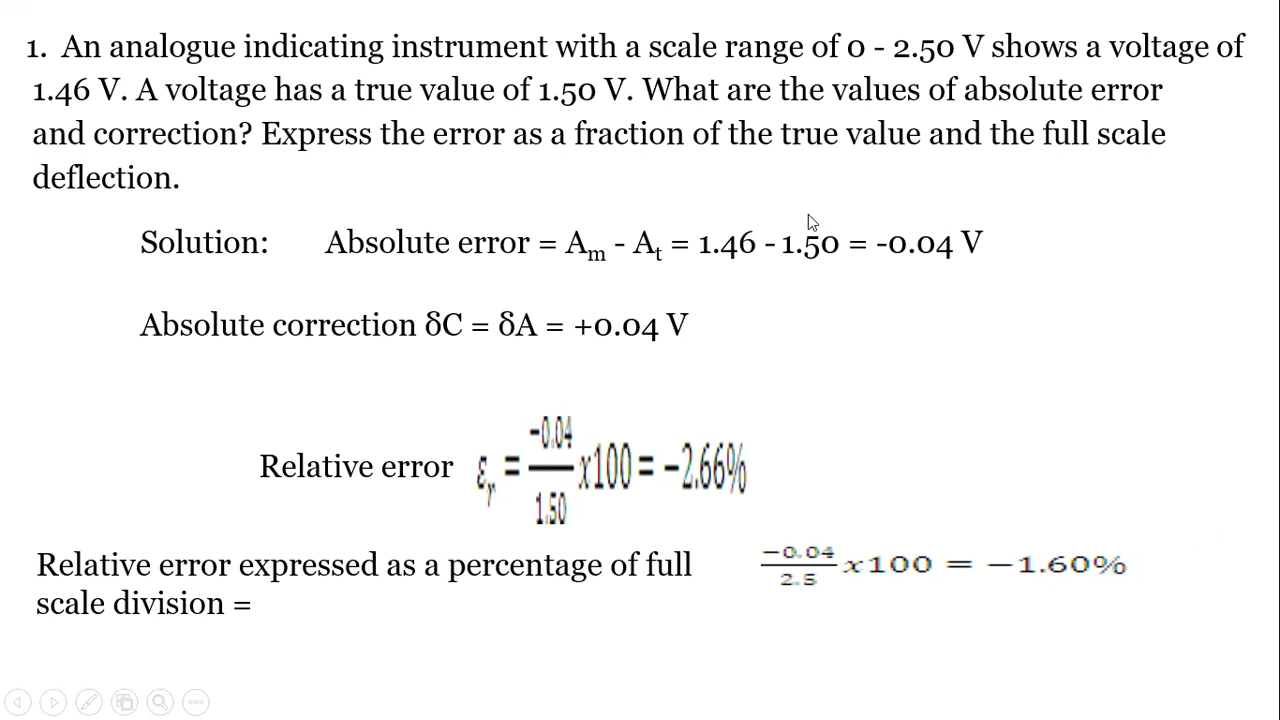 1. An analogue indicating instrument with a scale range of 0 - 2.50 V shows a voltage of
1.46 V. A voltage has a true value of 1.50 V. What are the values of absolute error
and correction? Express the error as a fraction of the true value and the full scale
deflection.
Solution: Absolute error = Aₘ - Aₜ = 1.46 - 1.50 = -0.04 V
Absolute correction δC = δA = +0.04 V
Relative error εᵣ = −0.04/1.50 x100 = −2.66%
Relative error expressed as a percentage of full
scale division =
−0.04/2.5 x100 = −1.60%